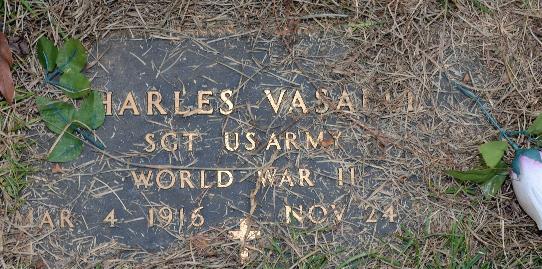 HARLES VASA
SGT US ARMY
WORLD WAR II
MAR 4 1916 NOV 24